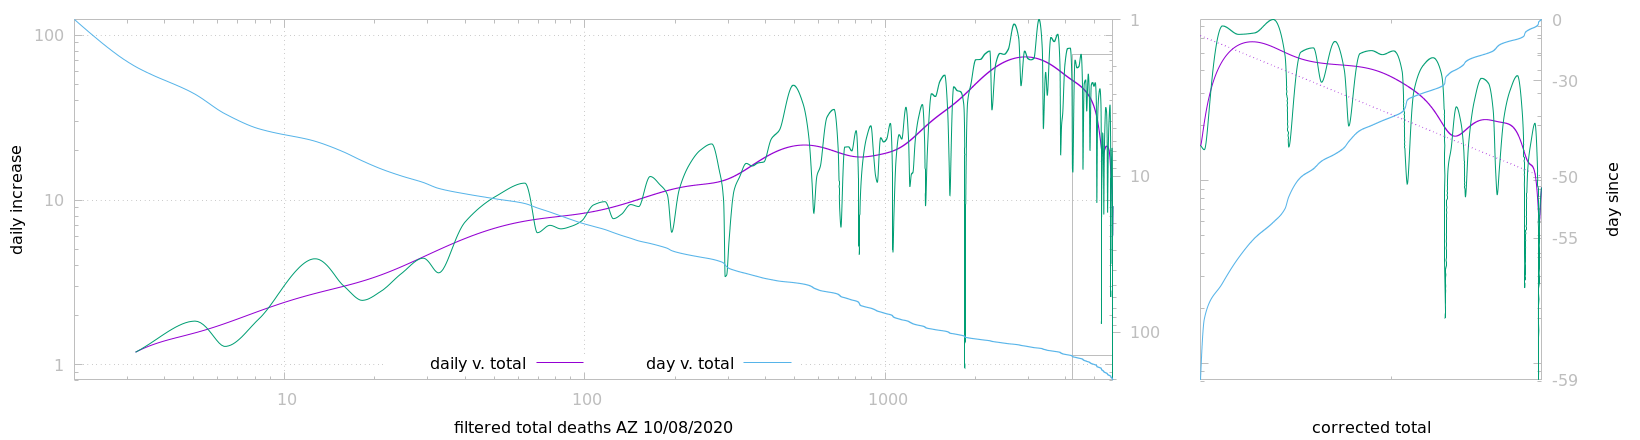 100
10
1
daily increase
daily v. total
day v. total
10
100
1000
filtered total deaths AZ 10/08/2020
1
10
100
0
-30
-50
-55
-59
day since
corrected total